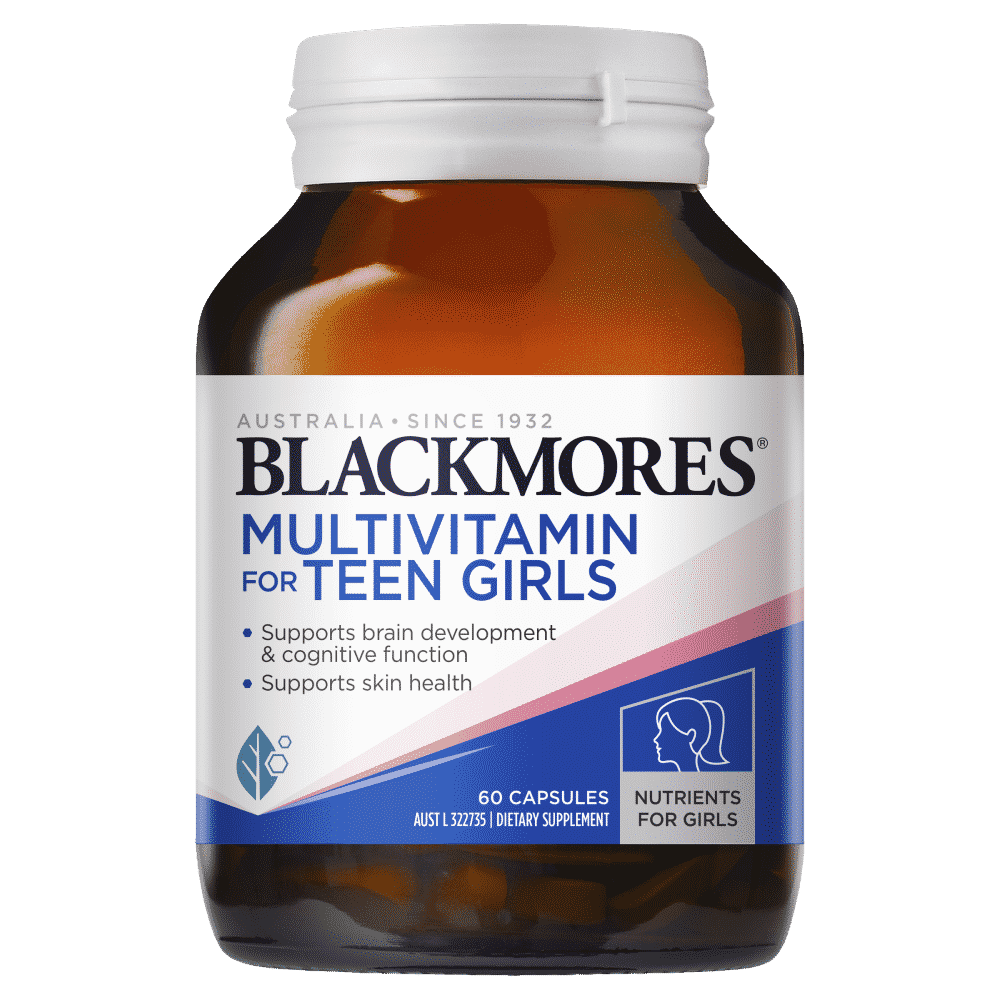 AUSTRALIA • SINCE 1932
BLACKMORES®
MULTIVITAMIN
FOR TEEN GIRLS
• Supports brain development
& cognitive function
• Supports skin health
60 CAPSULES
AUST L 322735 | DIETARY SUPPLEMENT
NUTRIENTS
FOR GIRLS